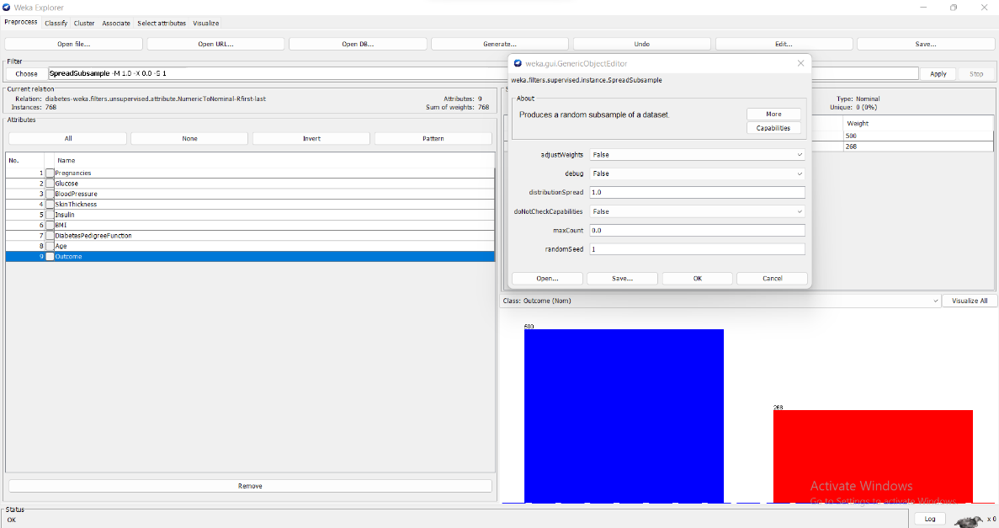 Weka Explorer
Preprocess Classify Cluster Associate Select attributes Visualize
Open file... Open URL... Open DB... Generate... Undo Edit... Save...
Filter
Choose SpreadSubsample -M 1.0 -X 0.0 -S 1 Apply Stop
Current relation
Relation: diabetes-weka.filters.unsupervised.attribute.NumericToNominal-Rfirst-last Attributes: 9
Instances: 768 Sum of weights: 768
Attributes
All None Invert Pattern
No. Name
1 Pregnancies
2 Glucose
3 BloodPressure
4 SkinThickness
5 Insulin
6 BMI
7 DiabetesPedigreeFunction
8 Age
9 Outcome
Remove
weka.gui.GenericObjectEditor
weka.filters.supervised.instance.SpreadSubsample
About
Produces a random subsample of a dataset.
More
Capabilities
adjustWeights False
debug False
distributionSpread 1.0
doNotCheckCapabilities False
maxCount 0.0
randomSeed 1
Open... Save... OK Cancel
Type: Nominal
Unique: 0 (0%)
Weight
500
268
Class: Outcome (Nom) Visualize All
500
268
Activate Windows
Go to Settings to activate Windows.
Status
OK
Log x 0